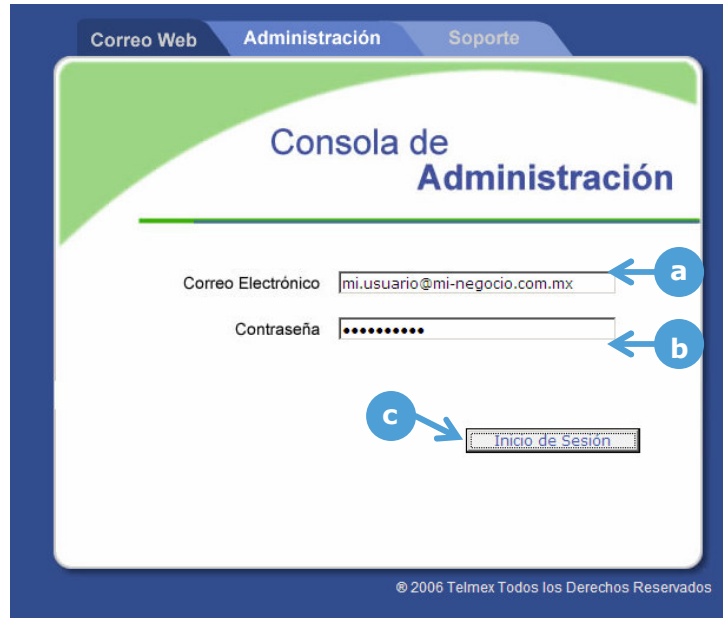 Correo Web Administración Soporte
Consola de
Administración
Correo Electrónico mi.usuario@mi-negocio.com.mx a
Contraseña •••••••••• b
c
Inicio de Sesión
® 2006 Telmex Todos los Derechos Reservados